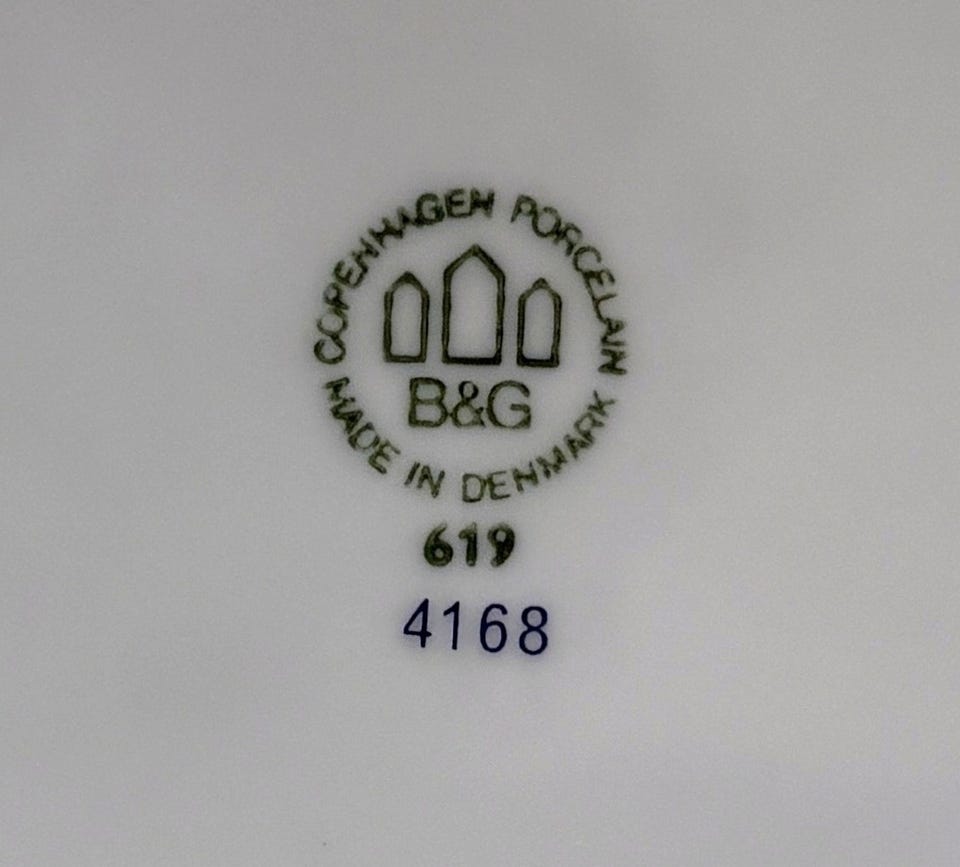 COPENHAGEN PORCELAIN
B&G
MADE IN DENMARK
619
4168